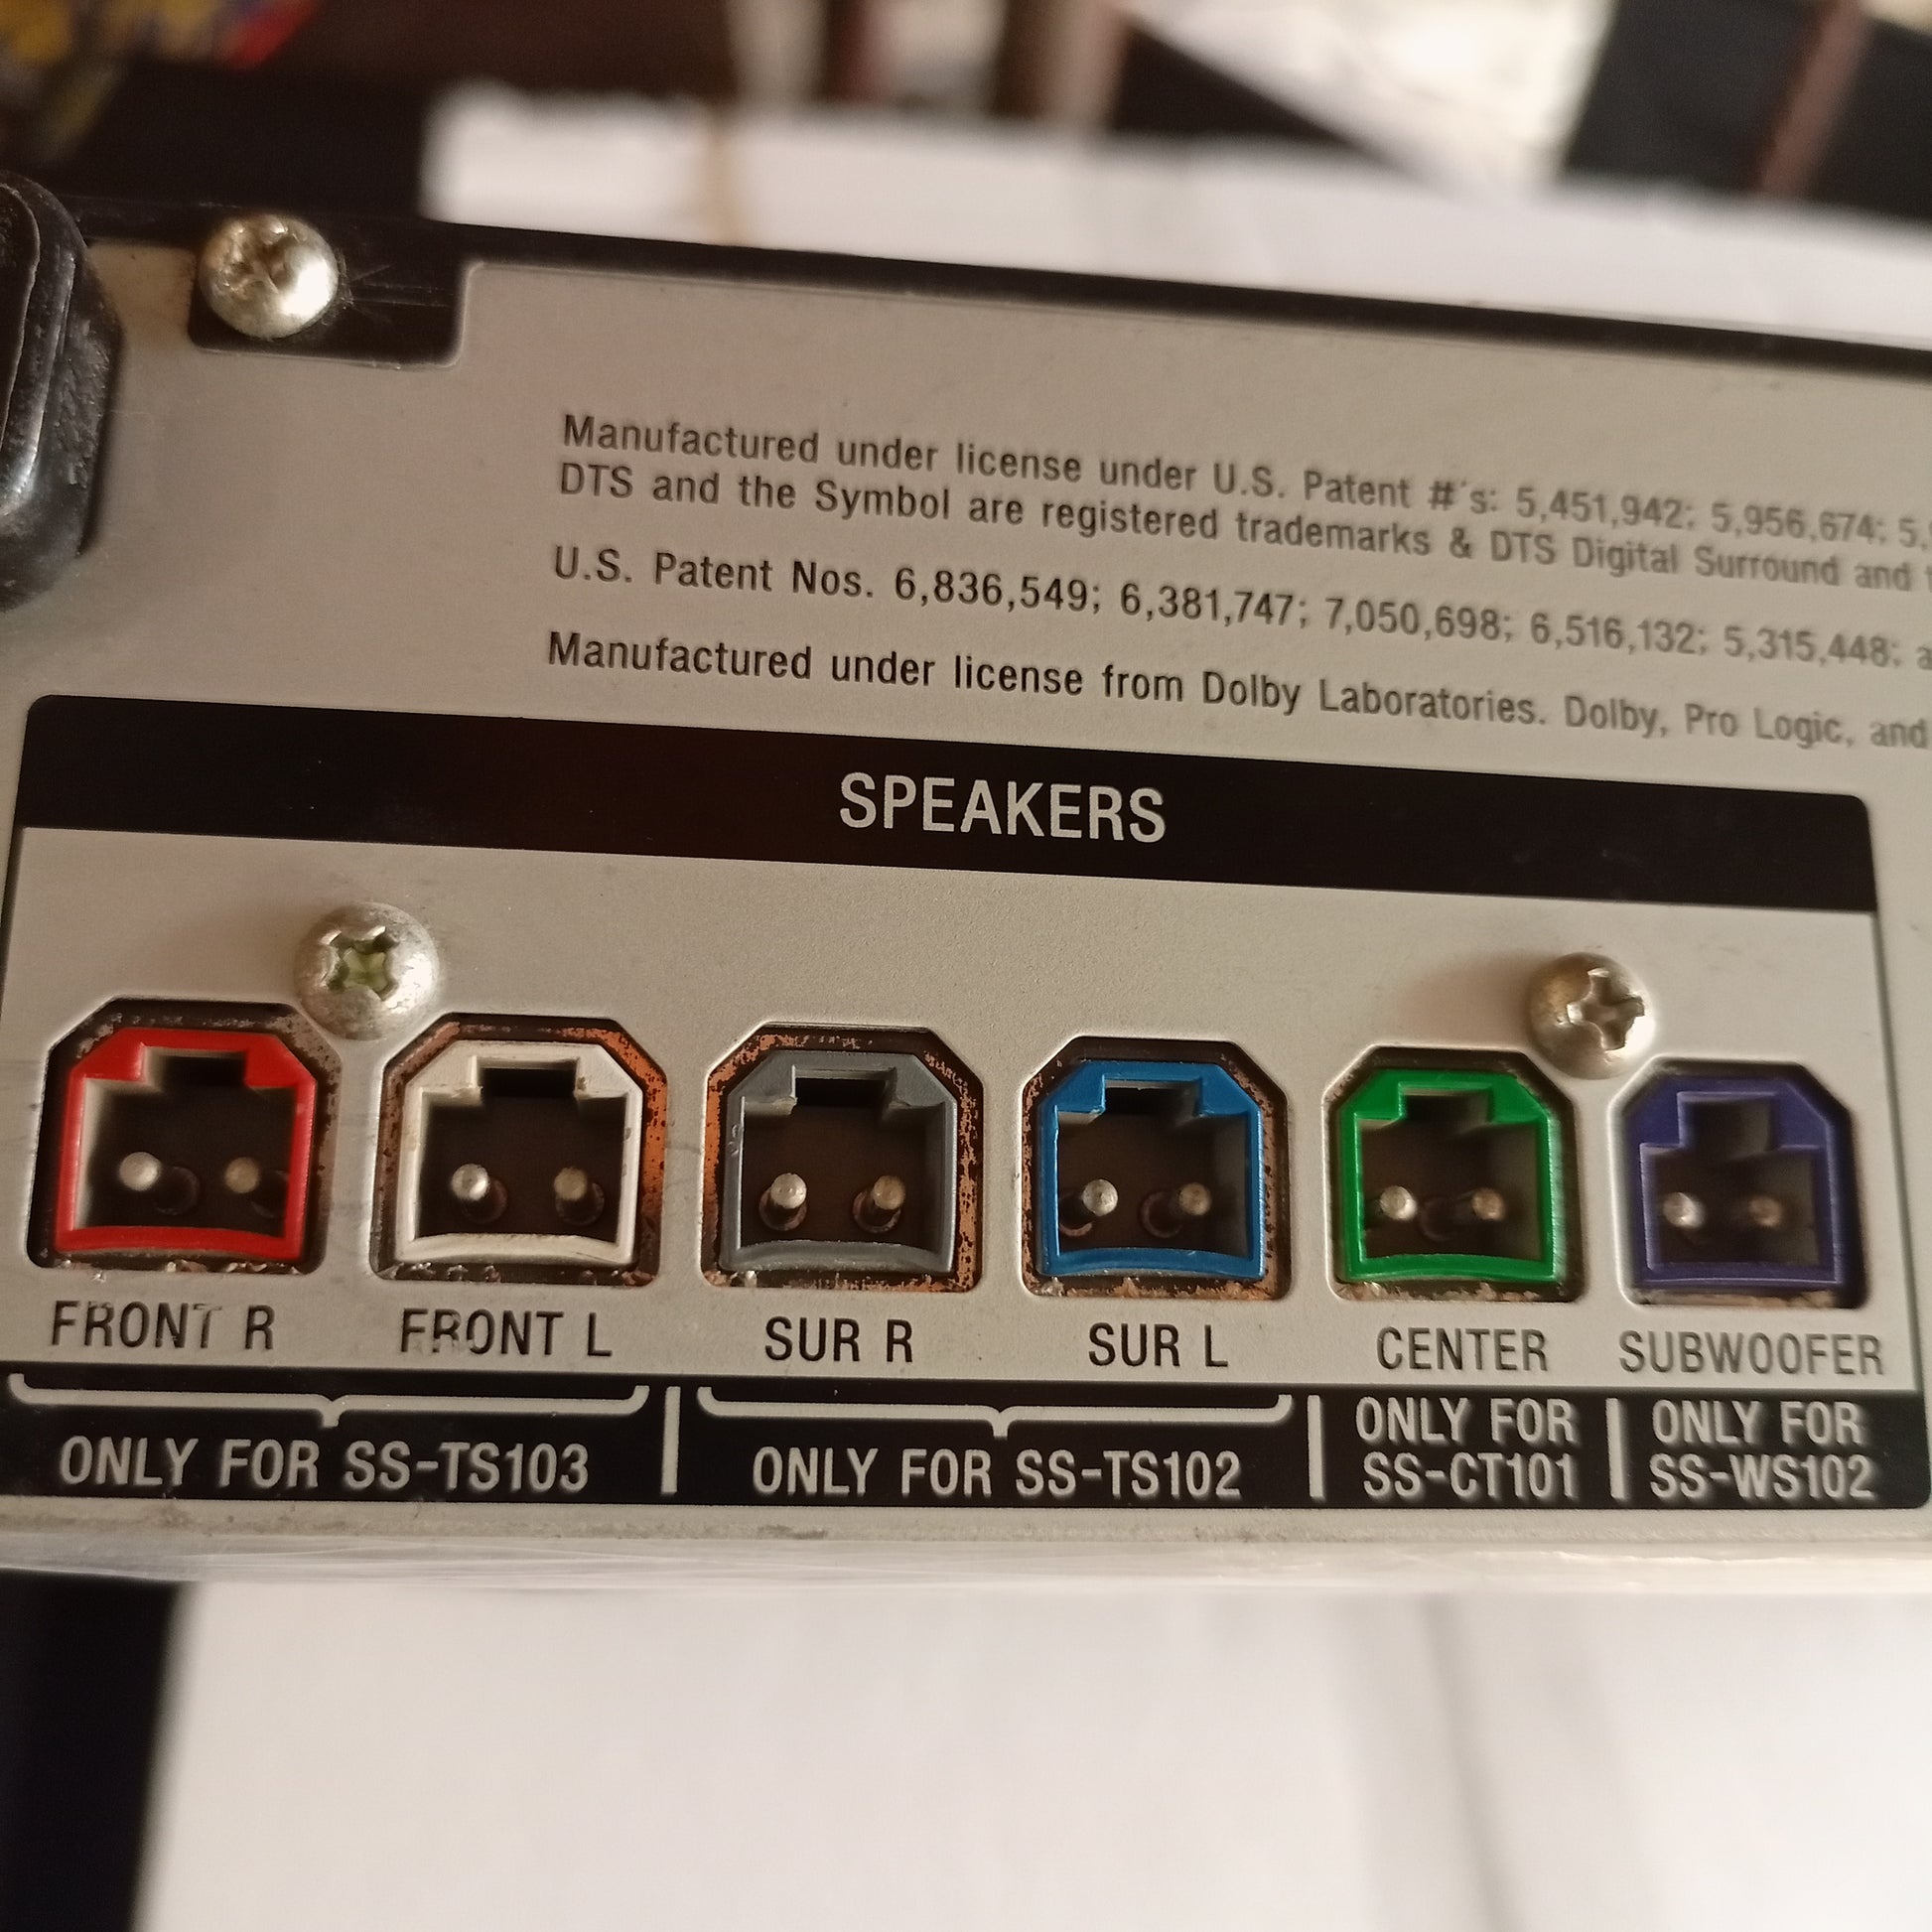 Manufactured under license under U.S. Patent #'s: 5,451,942; 5,956,674; 5,
DTS and the Symbol are registered trademarks & DTS Digital Surround and
U.S. Patent Nos. 6,836,549; 6,381,747; 7,050,698; 6,516,132; 5,315,448; a
Manufactured under license from Dolby Laboratories. Dolby, Pro Logic, and
SPEAKERS
FRONT R FRONT L SUR R SUR L CENTER SUBWOOFER
ONLY FOR SS-TS103 ONLY FOR SS-TS102 ONLY FOR SS-CT101 ONLY FOR SS-WS102